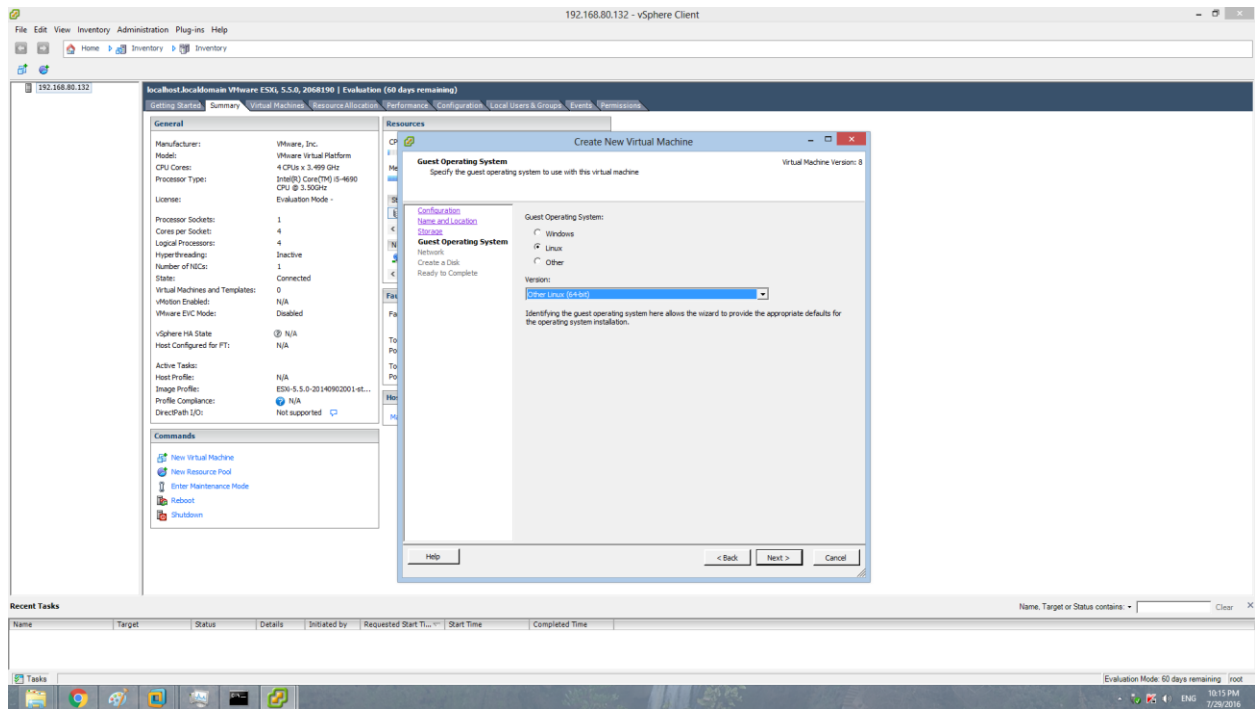 192.168.80.132 - vSphere Client
File Edit View Inventory Administration Plug-ins Help
Home Inventory Inventory
192.168.80.132
localhost.localdomain VMware ESXi, 5.5.0, 2068190 | Evaluation (60 days remaining)
Getting Started Summary Virtual Machines Resource Allocation Performance Configuration Local Users & Groups Events Permissions
General
Manufacturer: VMware, Inc.
Model: VMware Virtual Platform
CPU Cores: 4 CPUs x 3.499 GHz
Processor Type: Intel(R) Core(TM) i5-4690
CPU @ 3.50GHz
License: Evaluation Mode -
Processor Sockets: 1
Cores per Socket: 4
Logical Processors: 4
Hyperthreading: Inactive
Number of NICs: 1
State: Connected
Virtual Machines and Templates: 0
vMotion Enabled: N/A
VMware EVC Mode: Disabled
vSphere HA State N/A
Host Configured for FT: N/A
Active Tasks:
Host Profile: N/A
Image Profile: ESXi-5.5.0-20140902001-st...
Profile Compliance: N/A
DirectPath I/O: Not supported
Commands
New Virtual Machine
New Resource Pool
Enter Maintenance Mode
Reboot
Shutdown
Resources
Create New Virtual Machine
Guest Operating System
Specify the guest operating system to use with this virtual machine
Virtual Machine Version: 8
Configuration
Name and Location
Storage
Guest Operating System
Network
Create a Disk
Ready to Complete
Guest Operating System:
Windows
Linux
Other
Version:
Other Linux (64-bit)
Identifying the guest operating system here allows the wizard to provide the appropriate defaults for
the operating system installation.
Help < Back Next > Cancel
Recent Tasks
Name, Target or Status contains: Clear
Name Target Status Details Initiated by Requested Start Ti... Start Time Completed Time
Tasks
Evaluation Mode: 60 days remaining root
ENG
10:15 PM
7/29/2016